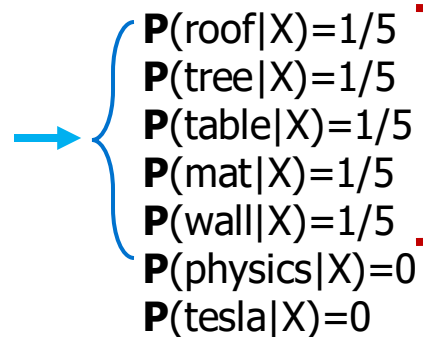 P(roof|X)=1/5
P(tree|X)=1/5
P(table|X)=1/5
P(mat|X)=1/5
P(wall|X)=1/5
P(physics|X)=0
P(tesla|X)=0